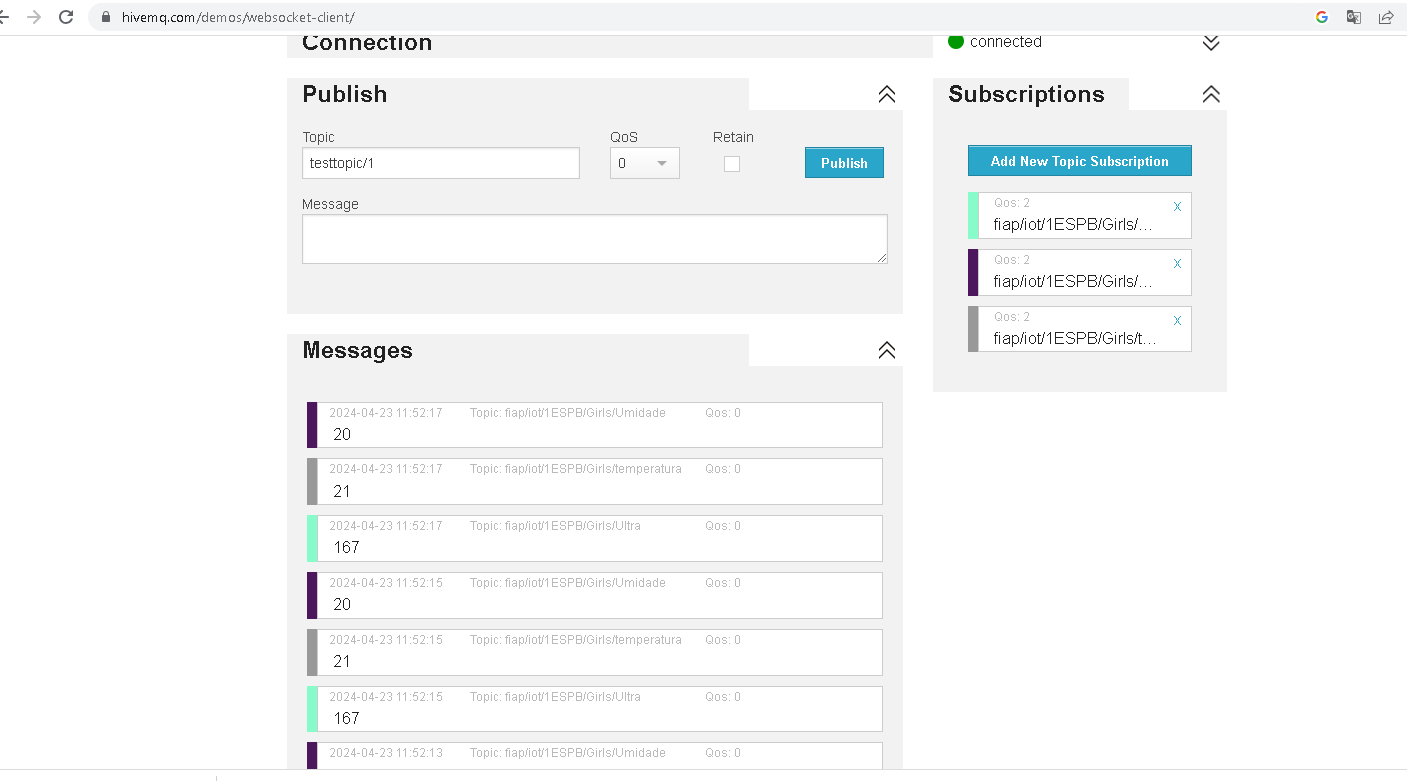 hivemq.com/demos/websocket-client/
Connection
connected
Publish
Topic
QoS
Retain
testtopic/1
0
Publish
Message
Subscriptions
Add New Topic Subscription
Qos: 2
x
fiap/iot/1ESPB/Girls/...
Qos: 2
x
fiap/iot/1ESPB/Girls/...
Qos: 2
x
fiap/iot/1ESPB/Girls/t...
Messages
2024-04-23 11:52:17 Topic: fiap/iot/1ESPB/Girls/Umidade Qos: 0
20
2024-04-23 11:52:17 Topic: fiap/iot/1ESPB/Girls/temperatura Qos: 0
21
2024-04-23 11:52:17 Topic: fiap/iot/1ESPB/Girls/Ultra Qos: 0
167
2024-04-23 11:52:15 Topic: fiap/iot/1ESPB/Girls/Umidade Qos: 0
20
2024-04-23 11:52:15 Topic: fiap/iot/1ESPB/Girls/temperatura Qos: 0
21
2024-04-23 11:52:15 Topic: fiap/iot/1ESPB/Girls/Ultra Qos: 0
167
2024-04-23 11:52:13 Topic: fiap/iot/1ESPB/Girls/Umidade Qos: 0